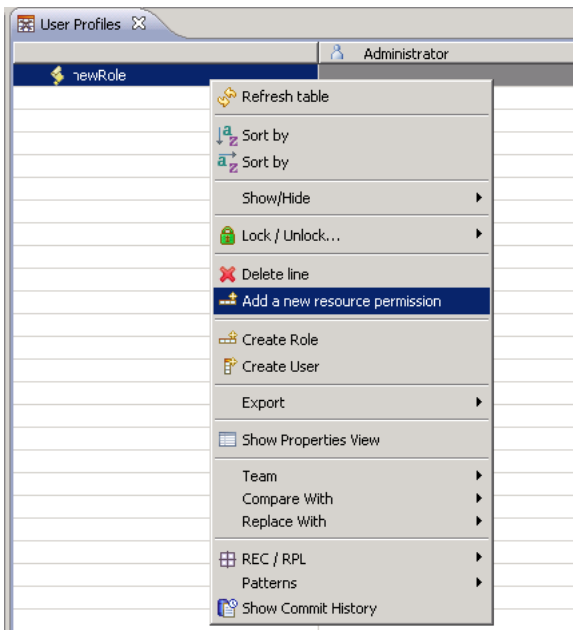 User Profiles
Administrator
newRole
Refresh table
Sort by
Sort by
Show/Hide
Lock / Unlock...
Delete line
Add a new resource permission
Create Role
Create User
Export
Show Properties View
Team
Compare With
Replace With
REC / RPL
Patterns
Show Commit History